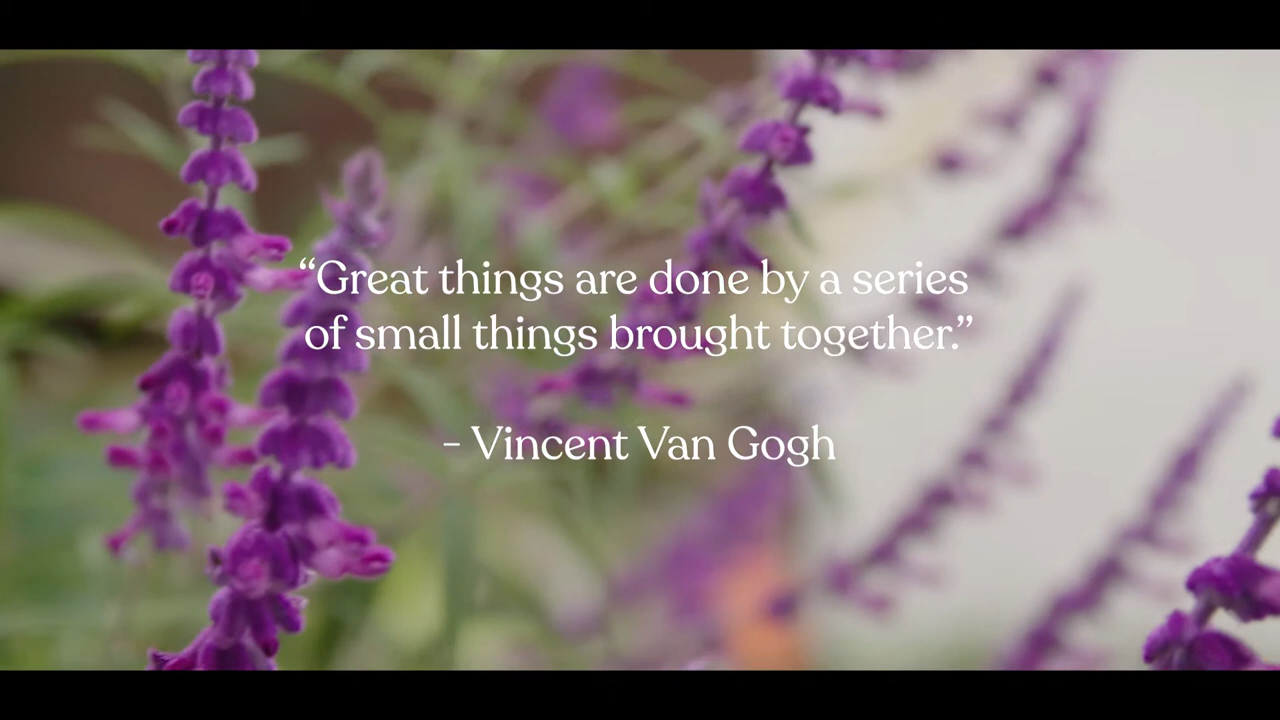 “Great things are done by a series
of small things brought together.”
– Vincent Van Gogh